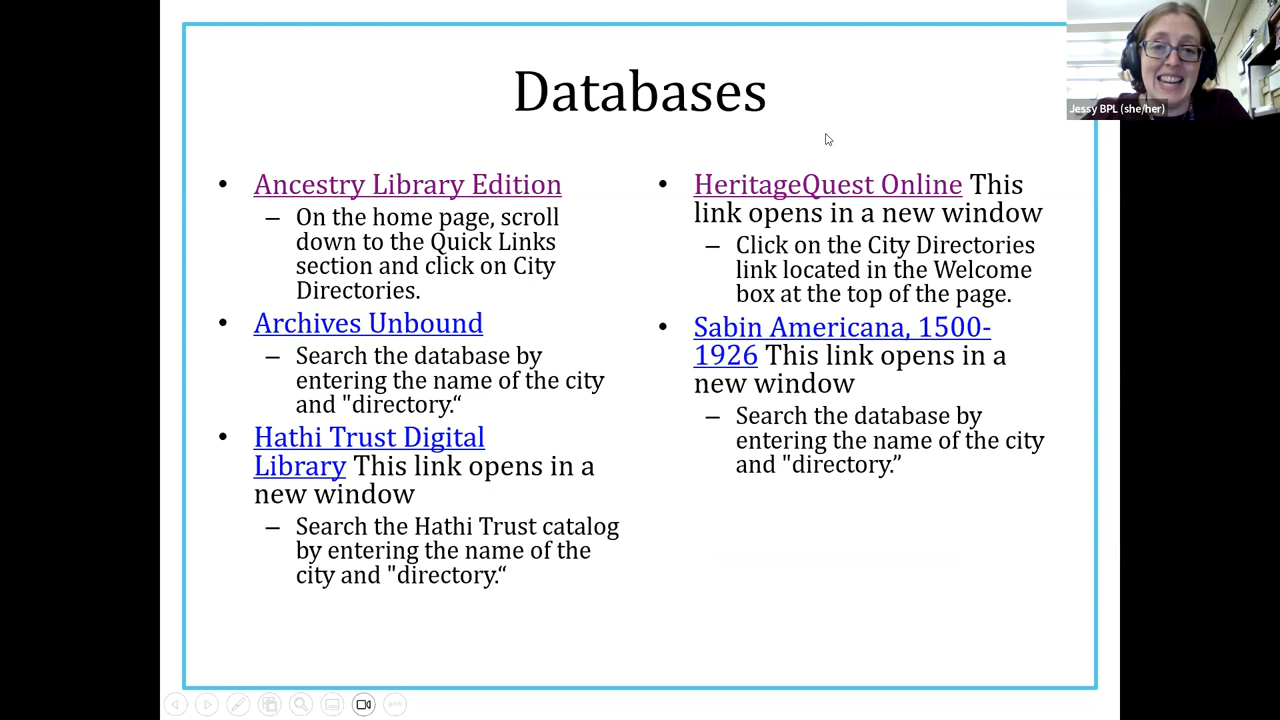 Databases
Jessy BPL (she/her)
• Ancestry Library Edition
– On the home page, scroll
down to the Quick Links
section and click on City
Directories.
• Archives Unbound
– Search the database by
entering the name of the city
and "directory.“
• Hathi Trust Digital
Library This link opens in a
new window
– Search the Hathi Trust catalog
by entering the name of the
city and "directory.“
• HeritageQuest Online This
link opens in a new window
– Click on the City Directories
link located in the Welcome
box at the top of the page.
• Sabin Americana, 1500-
1926 This link opens in a
new window
– Search the database by
entering the name of the city
and "directory.”